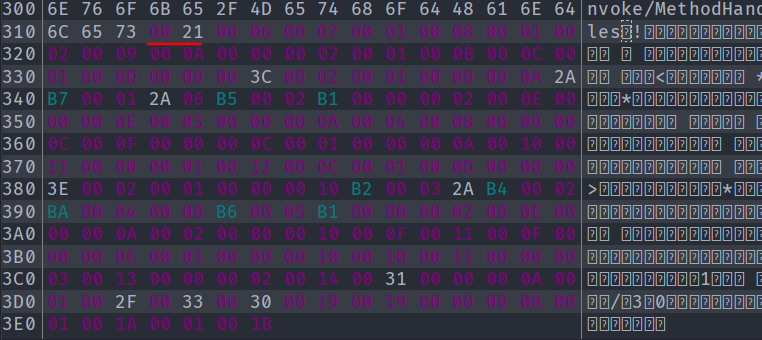 300 6E 76 6F 6B 65 2F 4D 65 74 68 6F 64 48 61 6E 64 nvoke/MethodHand
310 6C 65 73 00 21 00 06 00 07 00 01 00 08 00 01 00 les !
320 02 00 09 00 0A 00 00 00 02 00 01 00 0B 00 0C 00
330 01 00 0D 00 00 00 3C 00 02 00 01 00 00 00 0A 2A < *
340 B7 00 01 2A 06 B5 00 02 B1 00 00 00 02 00 0E 00 *
350 00 00 0E 00 03 00 00 00 0A 00 04 00 0B 00 09 00
360 0C 00 0F 00 00 00 0C 00 01 00 00 00 0A 00 10 00
370 11 00 00 00 01 00 12 00 0C 00 01 00 0D 00 00 00
380 3E 00 02 00 01 00 00 00 10 B2 00 03 2A B4 00 02 > *
390 BA 00 04 00 00 B6 00 05 B1 00 00 00 02 00 0E 00
3A0 00 00 0A 00 02 00 00 00 10 00 0F 00 11 00 0F 00
3B0 00 00 0C 00 01 00 00 00 10 00 10 00 11 00 00 00
3C0 03 00 13 00 00 00 02 00 14 00 31 00 00 00 0A 00 1
3D0 01 00 2F 00 33 00 30 00 19 00 19 00 00 00 08 00 / 3 0
3E0 01 00 1A 00 01 00 1B